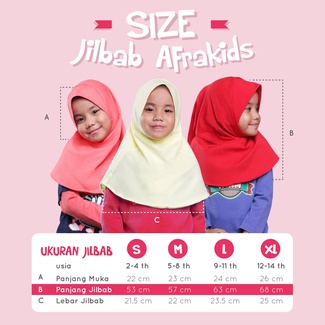 SIZE
Jilbab Afrakids
A
B
C
UKURAN JILBAB S M L XL
usia 2-4 th 5-8 th 9-11 th 12-14 th
A Panjang Muka 22 cm 23 cm 24 cm 26 cm
B Panjang Jilbab 53 cm 57 cm 63 cm 68 cm
C Lebar Jilbab 21.5 cm 22 cm 23.5 cm 25 cm